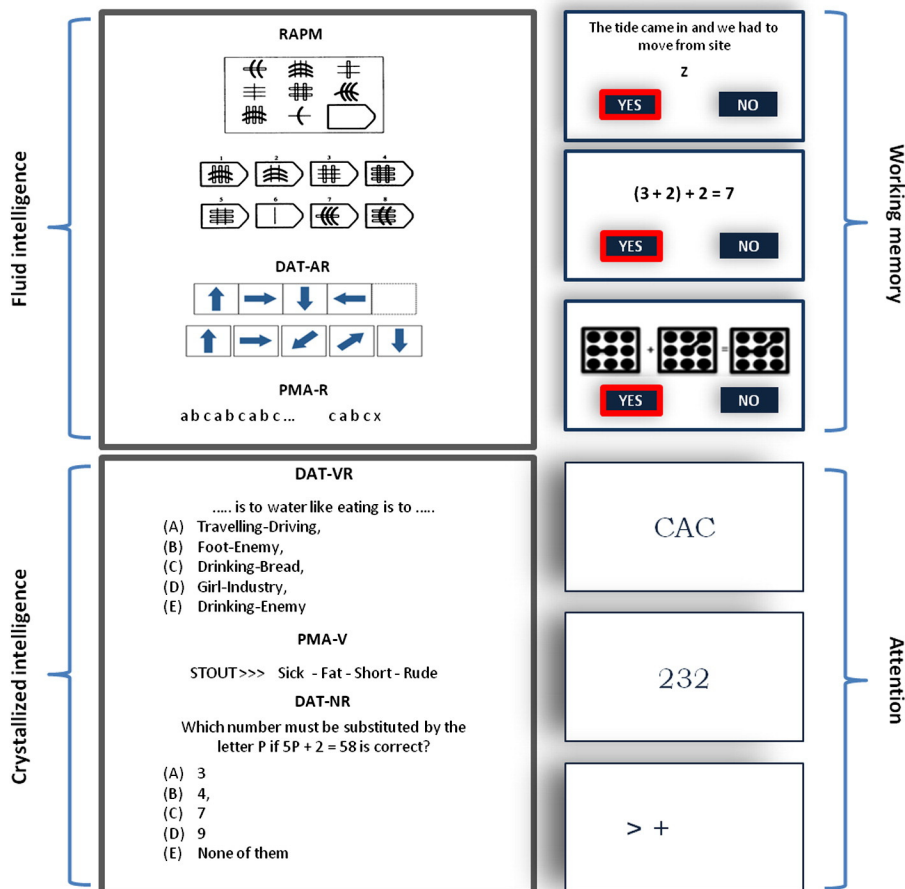 Fluid intelligence
RAPM
1 2 3 4
5 6 7 8
DAT-AR
PMA-R
a b c a b c a b c ... c a b c x
The tide came in and we had to
move from site
Z
YES NO
(3 + 2) + 2 = 7
YES NO
+ =
YES NO
Working memory
Crystallized intelligence
DAT-VR
..... is to water like eating is to .....
(A) Travelling-Driving,
(B) Foot-Enemy,
(C) Drinking-Bread,
(D) Girl-Industry,
(E) Drinking-Enemy
PMA-V
STOUT>>> Sick - Fat - Short - Rude
DAT-NR
Which number must be substituted by the
letter P if 5P + 2 = 58 is correct?
(A) 3
(B) 4,
(C) 7
(D) 9
(E) None of them
CAC
232
> +
Attention